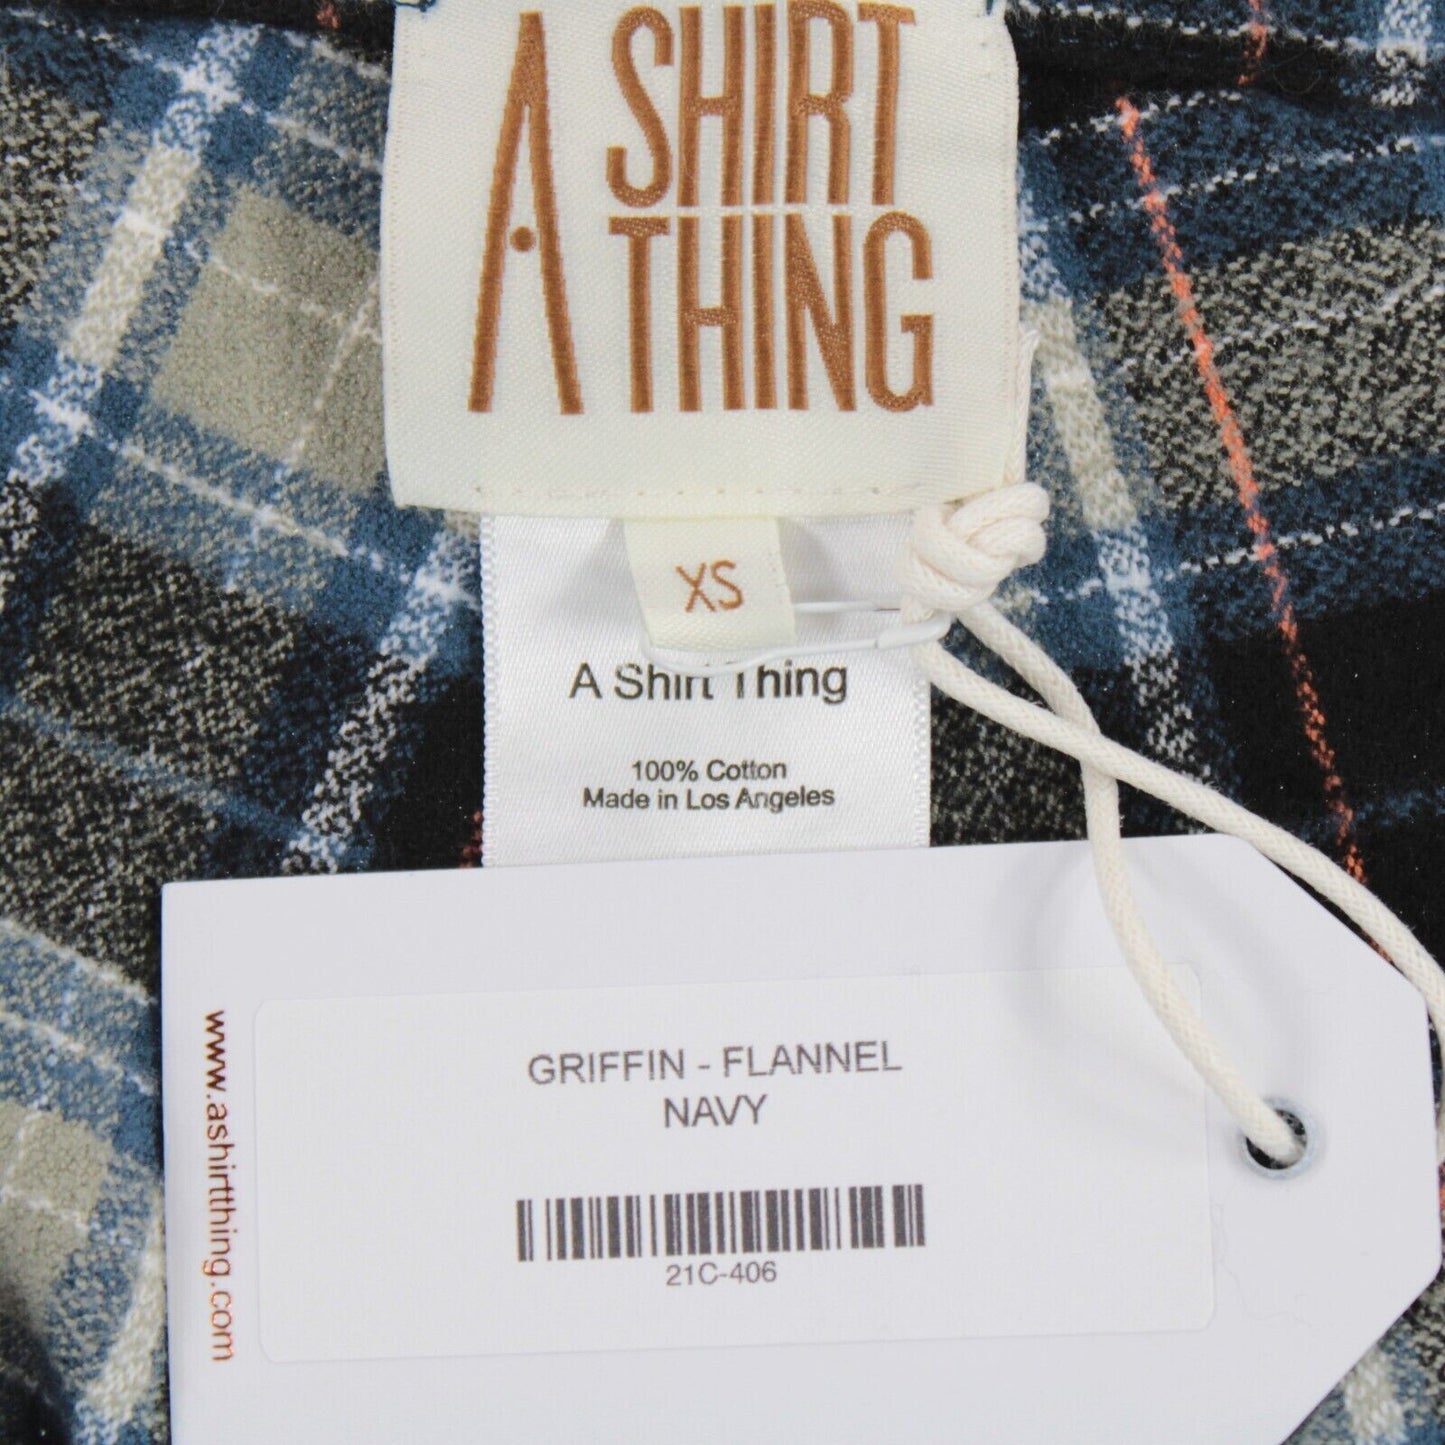 A SHIRT
THING
XS
A Shirt Thing
100% Cotton
Made in Los Angeles
www.ashirtthing.com
GRIFFIN - FLANNEL
NAVY
21C-406